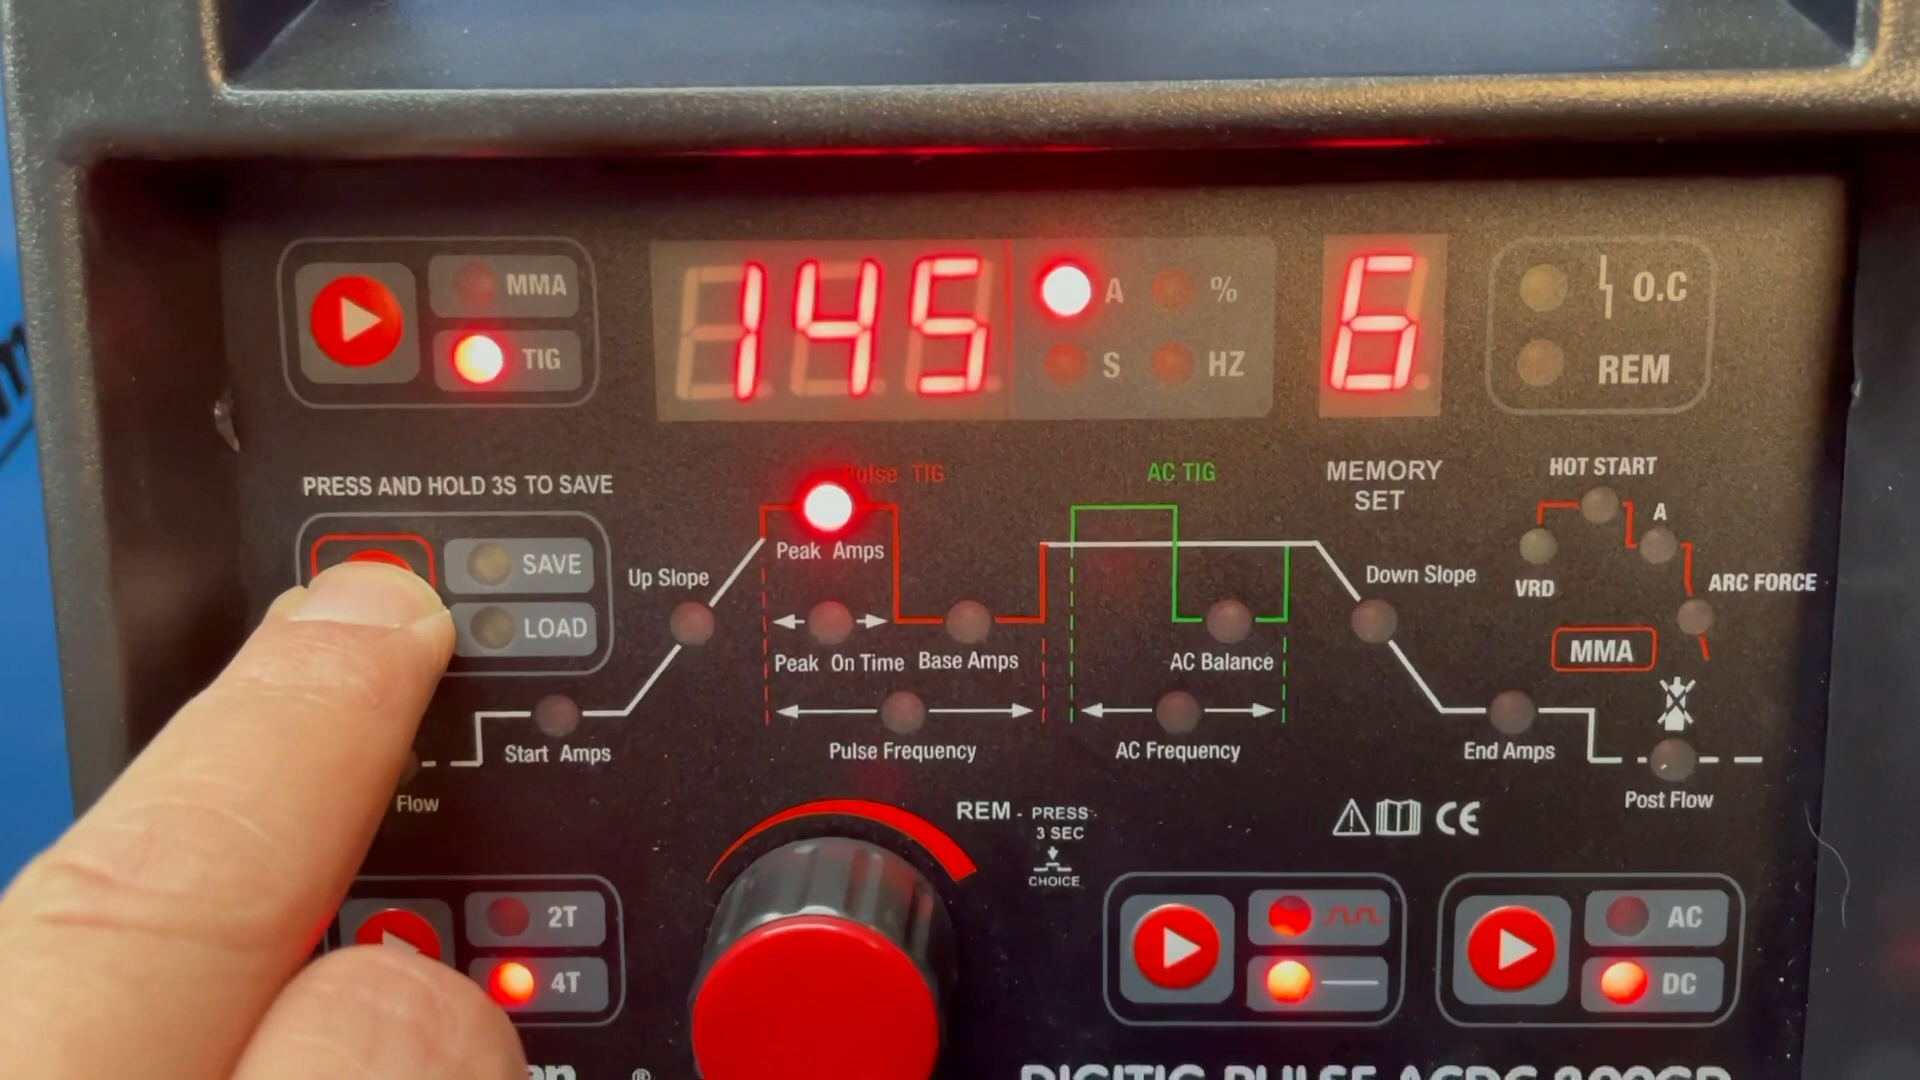 MMA
TIG
145
A
%
S
HZ
6
O.C
REM
PRESS AND HOLD 3S TO SAVE
SAVE
LOAD
TIG
AC TIG
MEMORY
SET
HOT START
A
VRD
ARC FORCE
MMA
Up Slope
Peak Amps
Peak On Time
Base Amps
AC Balance
Down Slope
Start Amps
Pulse Frequency
AC Frequency
End Amps
Flow
Post Flow
REM - PRESS
3 SEC
CHOICE
CE
2T
4T
AC
DC
®
DIGITIG PULSE